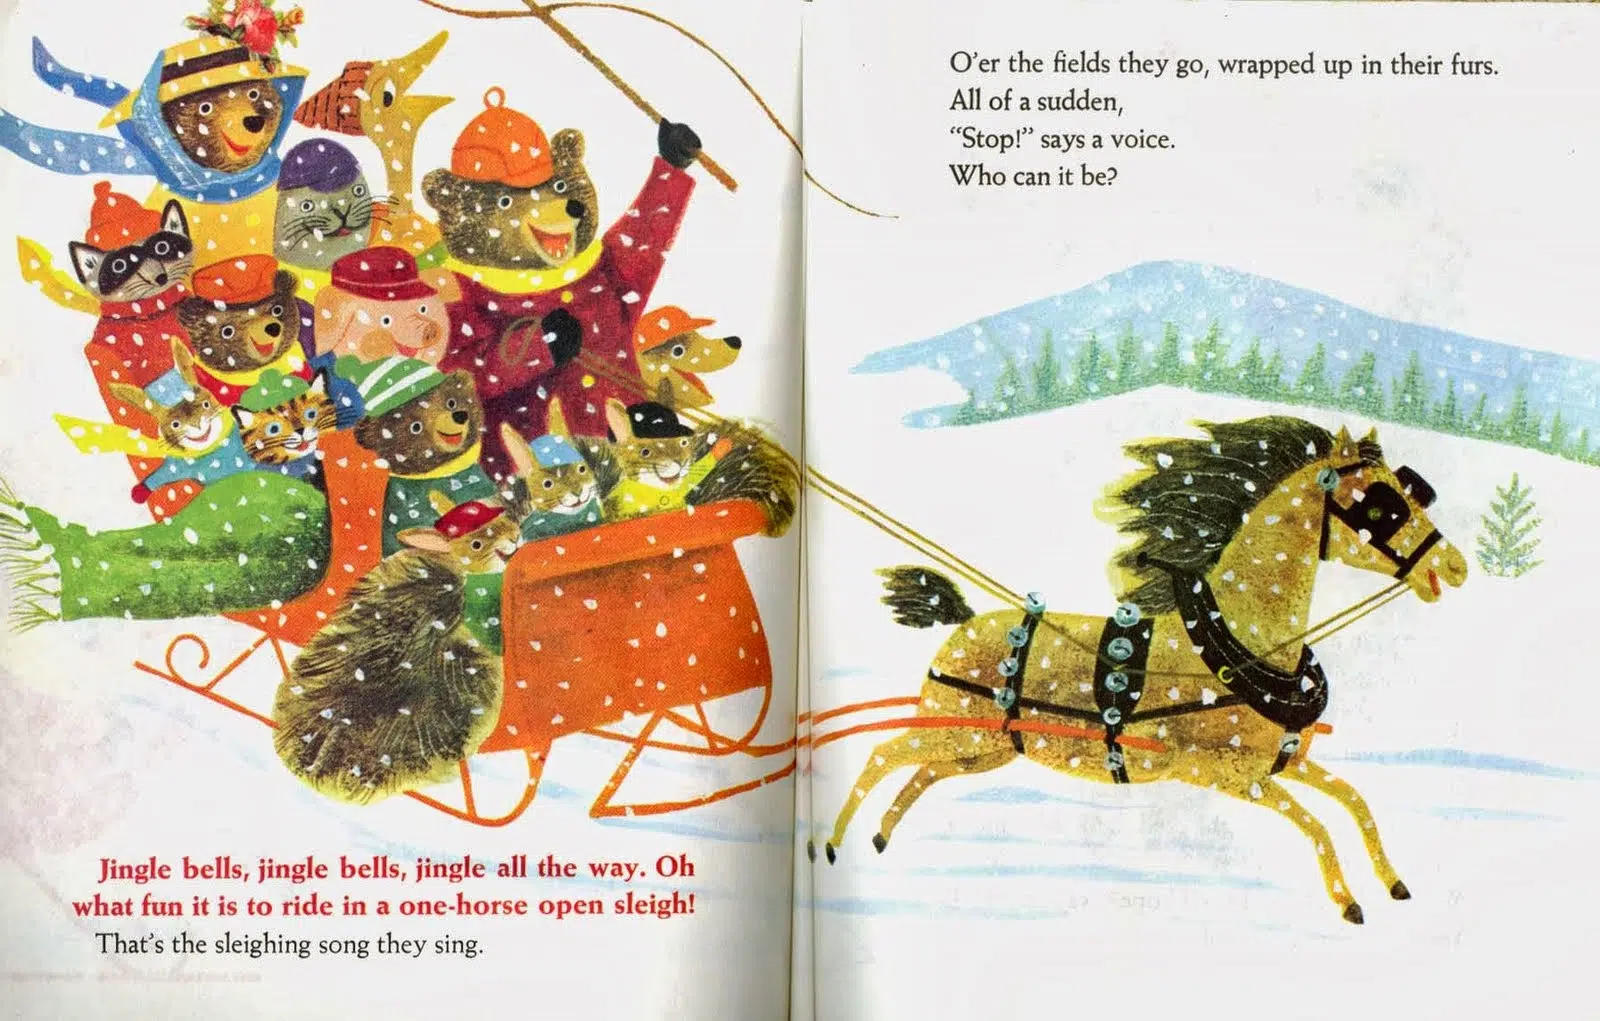 Jingle bells, jingle bells, jingle all the way. Oh
what fun it is to ride in a one-horse open sleigh!
That's the sleighing song they sing.
O'er the fields they go, wrapped up in their furs.
All of a sudden,
“Stop!” says a voice.
Who can it be?